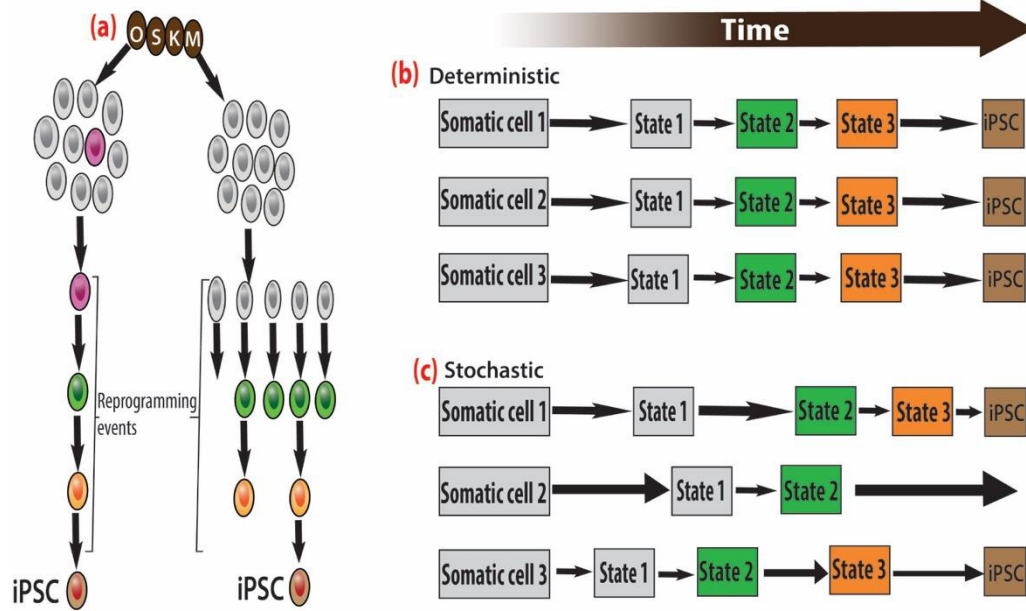 (a) O S K M
Reprogramming
events
iPSC iPSC
Time
(b) Deterministic
Somatic cell 1 State 1 State 2 State 3 iPSC
Somatic cell 2 State 1 State 2 State 3 iPSC
Somatic cell 3 State 1 State 2 State 3 iPSC
(c) Stochastic
Somatic cell 1 State 1 State 2 State 3 iPSC
Somatic cell 2 State 1 State 2
Somatic cell 3 State 1 State 2 State 3 iPSC